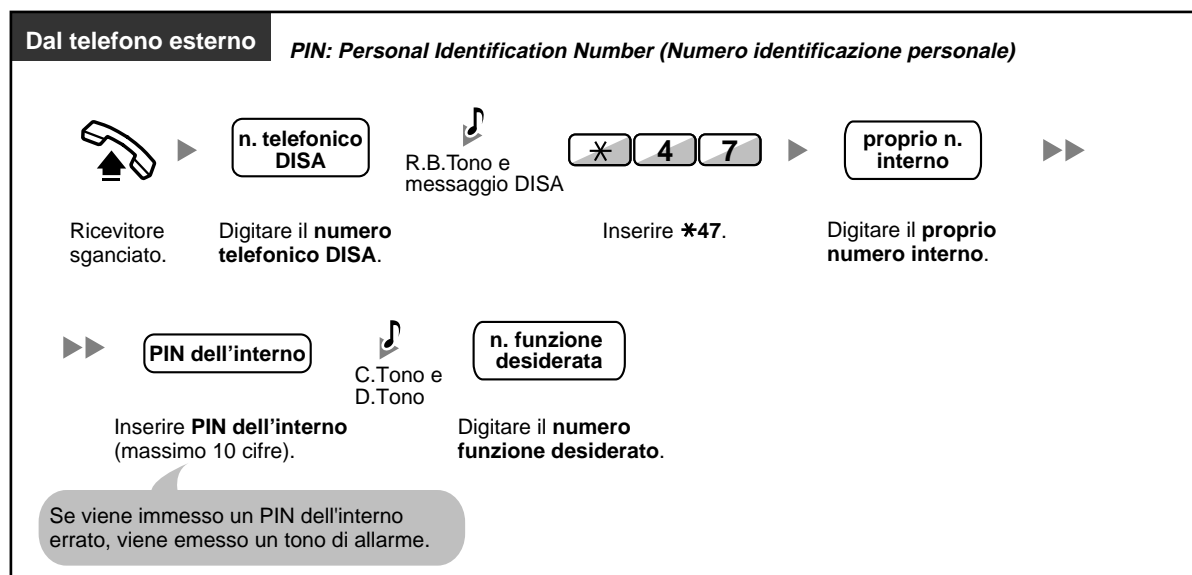 Dal telefono esterno
PIN: Personal Identification Number (Numero identificazione personale)
n. telefonico
DISA
R.B.Tono e
messaggio DISA
* 4 7
proprio n.
interno
Ricevitore
sganciato.
Digitare il numero
telefonico DISA.
Inserire *47.
Digitare il proprio
numero interno.
PIN dell'interno
C.Tono e
D.Tono
n. funzione
desiderata
Inserire PIN dell'interno
(massimo 10 cifre).
Digitare il numero
funzione desiderato.
Se viene immesso un PIN dell'interno
errato, viene emesso un tono di allarme.